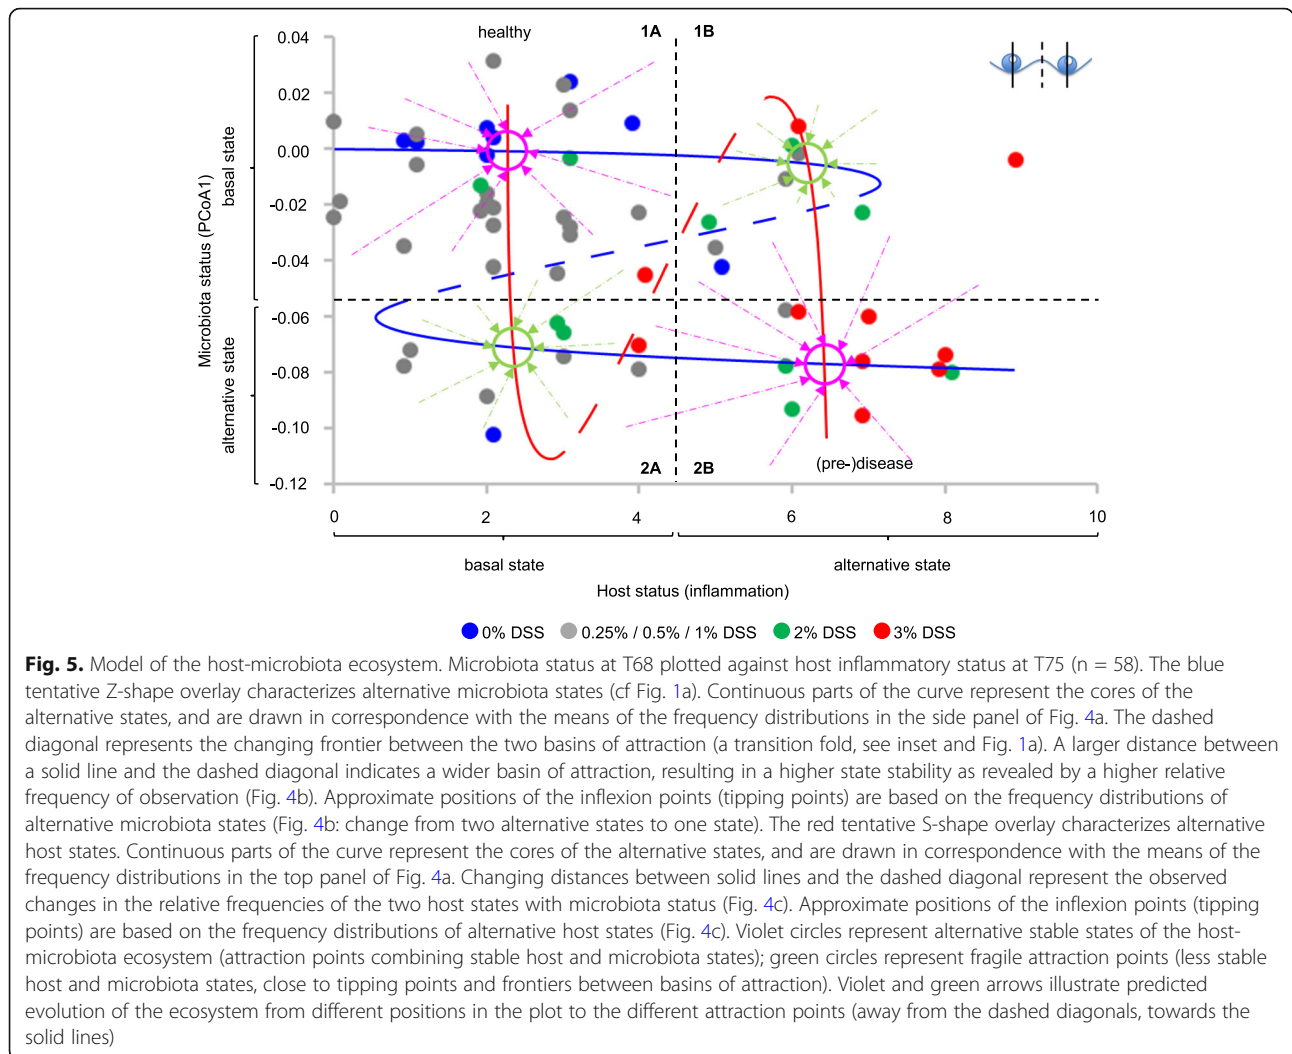 healthy
1A
1B
0.04
0.02
0.00
-0.02
-0.04
-0.06
-0.08
-0.10
-0.12
Microbiota status (PCoA1)
basal state
alternative state
2A
2B
(pre-)disease
0 2 4 6 8 10
basal state
alternative state
Host status (inflammation)
0% DSS 0.25% / 0.5% / 1% DSS 2% DSS 3% DSS
Fig. 5. Model of the host-microbiota ecosystem. Microbiota status at T68 plotted against host inflammatory status at T75 (n = 58). The blue
tentative Z-shape overlay characterizes alternative microbiota states (cf Fig. 1a). Continuous parts of the curve represent the cores of the
alternative states, and are drawn in correspondence with the means of the frequency distributions in the side panel of Fig. 4a. The dashed
diagonal represents the changing frontier between the two basins of attraction (a transition fold, see inset and Fig. 1a). A larger distance between
a solid line and the dashed diagonal indicates a wider basin of attraction, resulting in a higher state stability as revealed by a higher relative
frequency of observation (Fig. 4b). Approximate positions of the inflexion points (tipping points) are based on the frequency distributions of
alternative microbiota states (Fig. 4b: change from two alternative states to one state). The red tentative S-shape overlay characterizes alternative
host states. Continuous parts of the curve represent the cores of the alternative states, and are drawn in correspondence with the means of the
frequency distributions in the top panel of Fig. 4a. Changing distances between solid lines and the dashed diagonal represent the observed
changes in the relative frequencies of the two host states with microbiota status (Fig. 4c). Approximate positions of the inflexion points (tipping
points) are based on the frequency distributions of alternative host states (Fig. 4c). Violet circles represent alternative stable states of the host-
microbiota ecosystem (attraction points combining stable host and microbiota states); green circles represent fragile attraction points (less stable
host and microbiota states, close to tipping points and frontiers between basins of attraction). Violet and green arrows illustrate predicted
evolution of the ecosystem from different positions in the plot to the different attraction points (away from the dashed diagonals, towards the
solid lines)